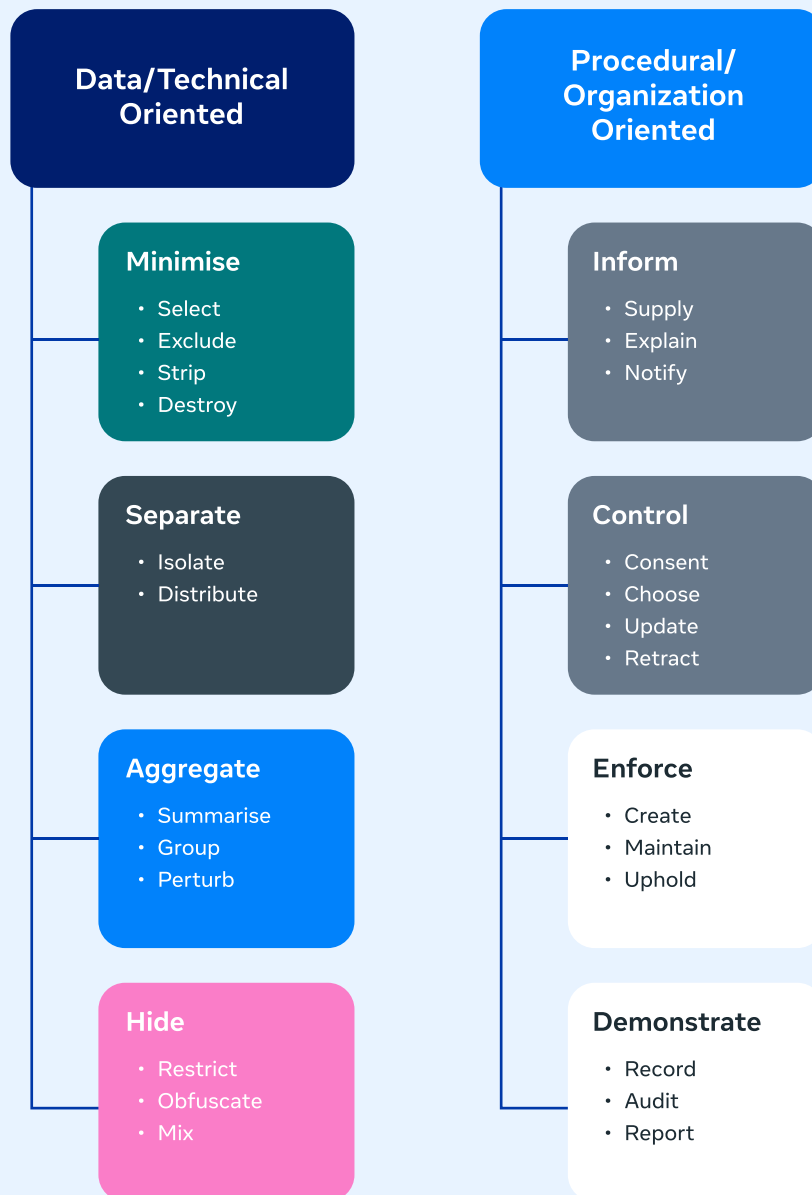 Data/Technical
Oriented
Minimise
• Select
• Exclude
• Strip
• Destroy
Separate
• Isolate
• Distribute
Aggregate
• Summarise
• Group
• Perturb
Hide
• Restrict
• Obfuscate
• Mix
Procedural/
Organization
Oriented
Inform
• Supply
• Explain
• Notify
Control
• Consent
• Choose
• Update
• Retract
Enforce
• Create
• Maintain
• Uphold
Demonstrate
• Record
• Audit
• Report